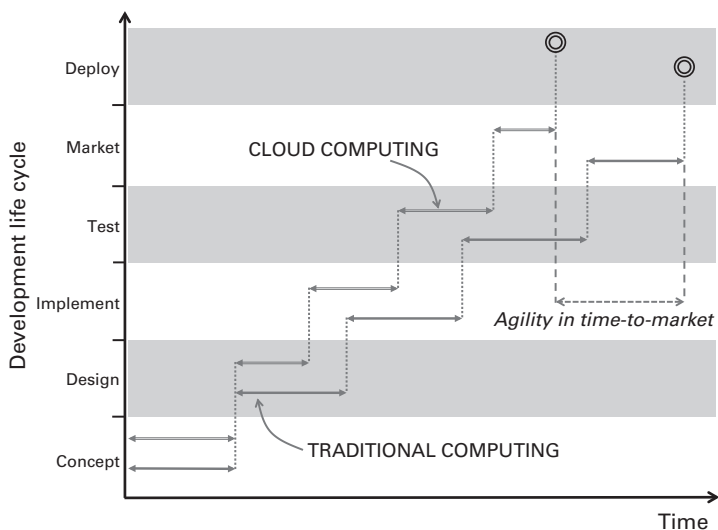 Deploy
Market
CLOUD COMPUTING
Test
Implement
Agility in time-to-market
Design
TRADITIONAL COMPUTING
Concept
Development life cycle
Time